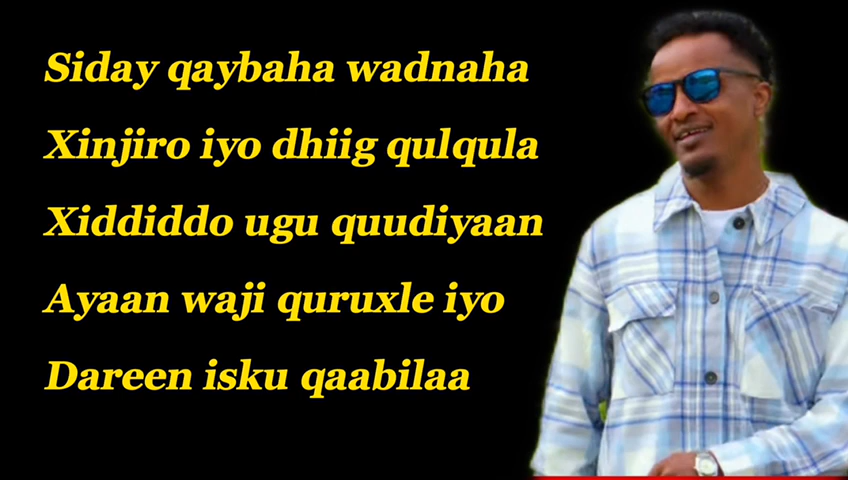 Siday qaybaha wadnaha
Xinjiro iyo dhiig qulqula
Xiddiddo ugu quudiyaan
Ayaan waji quruxle iyo
Dareen isku qaabilaa